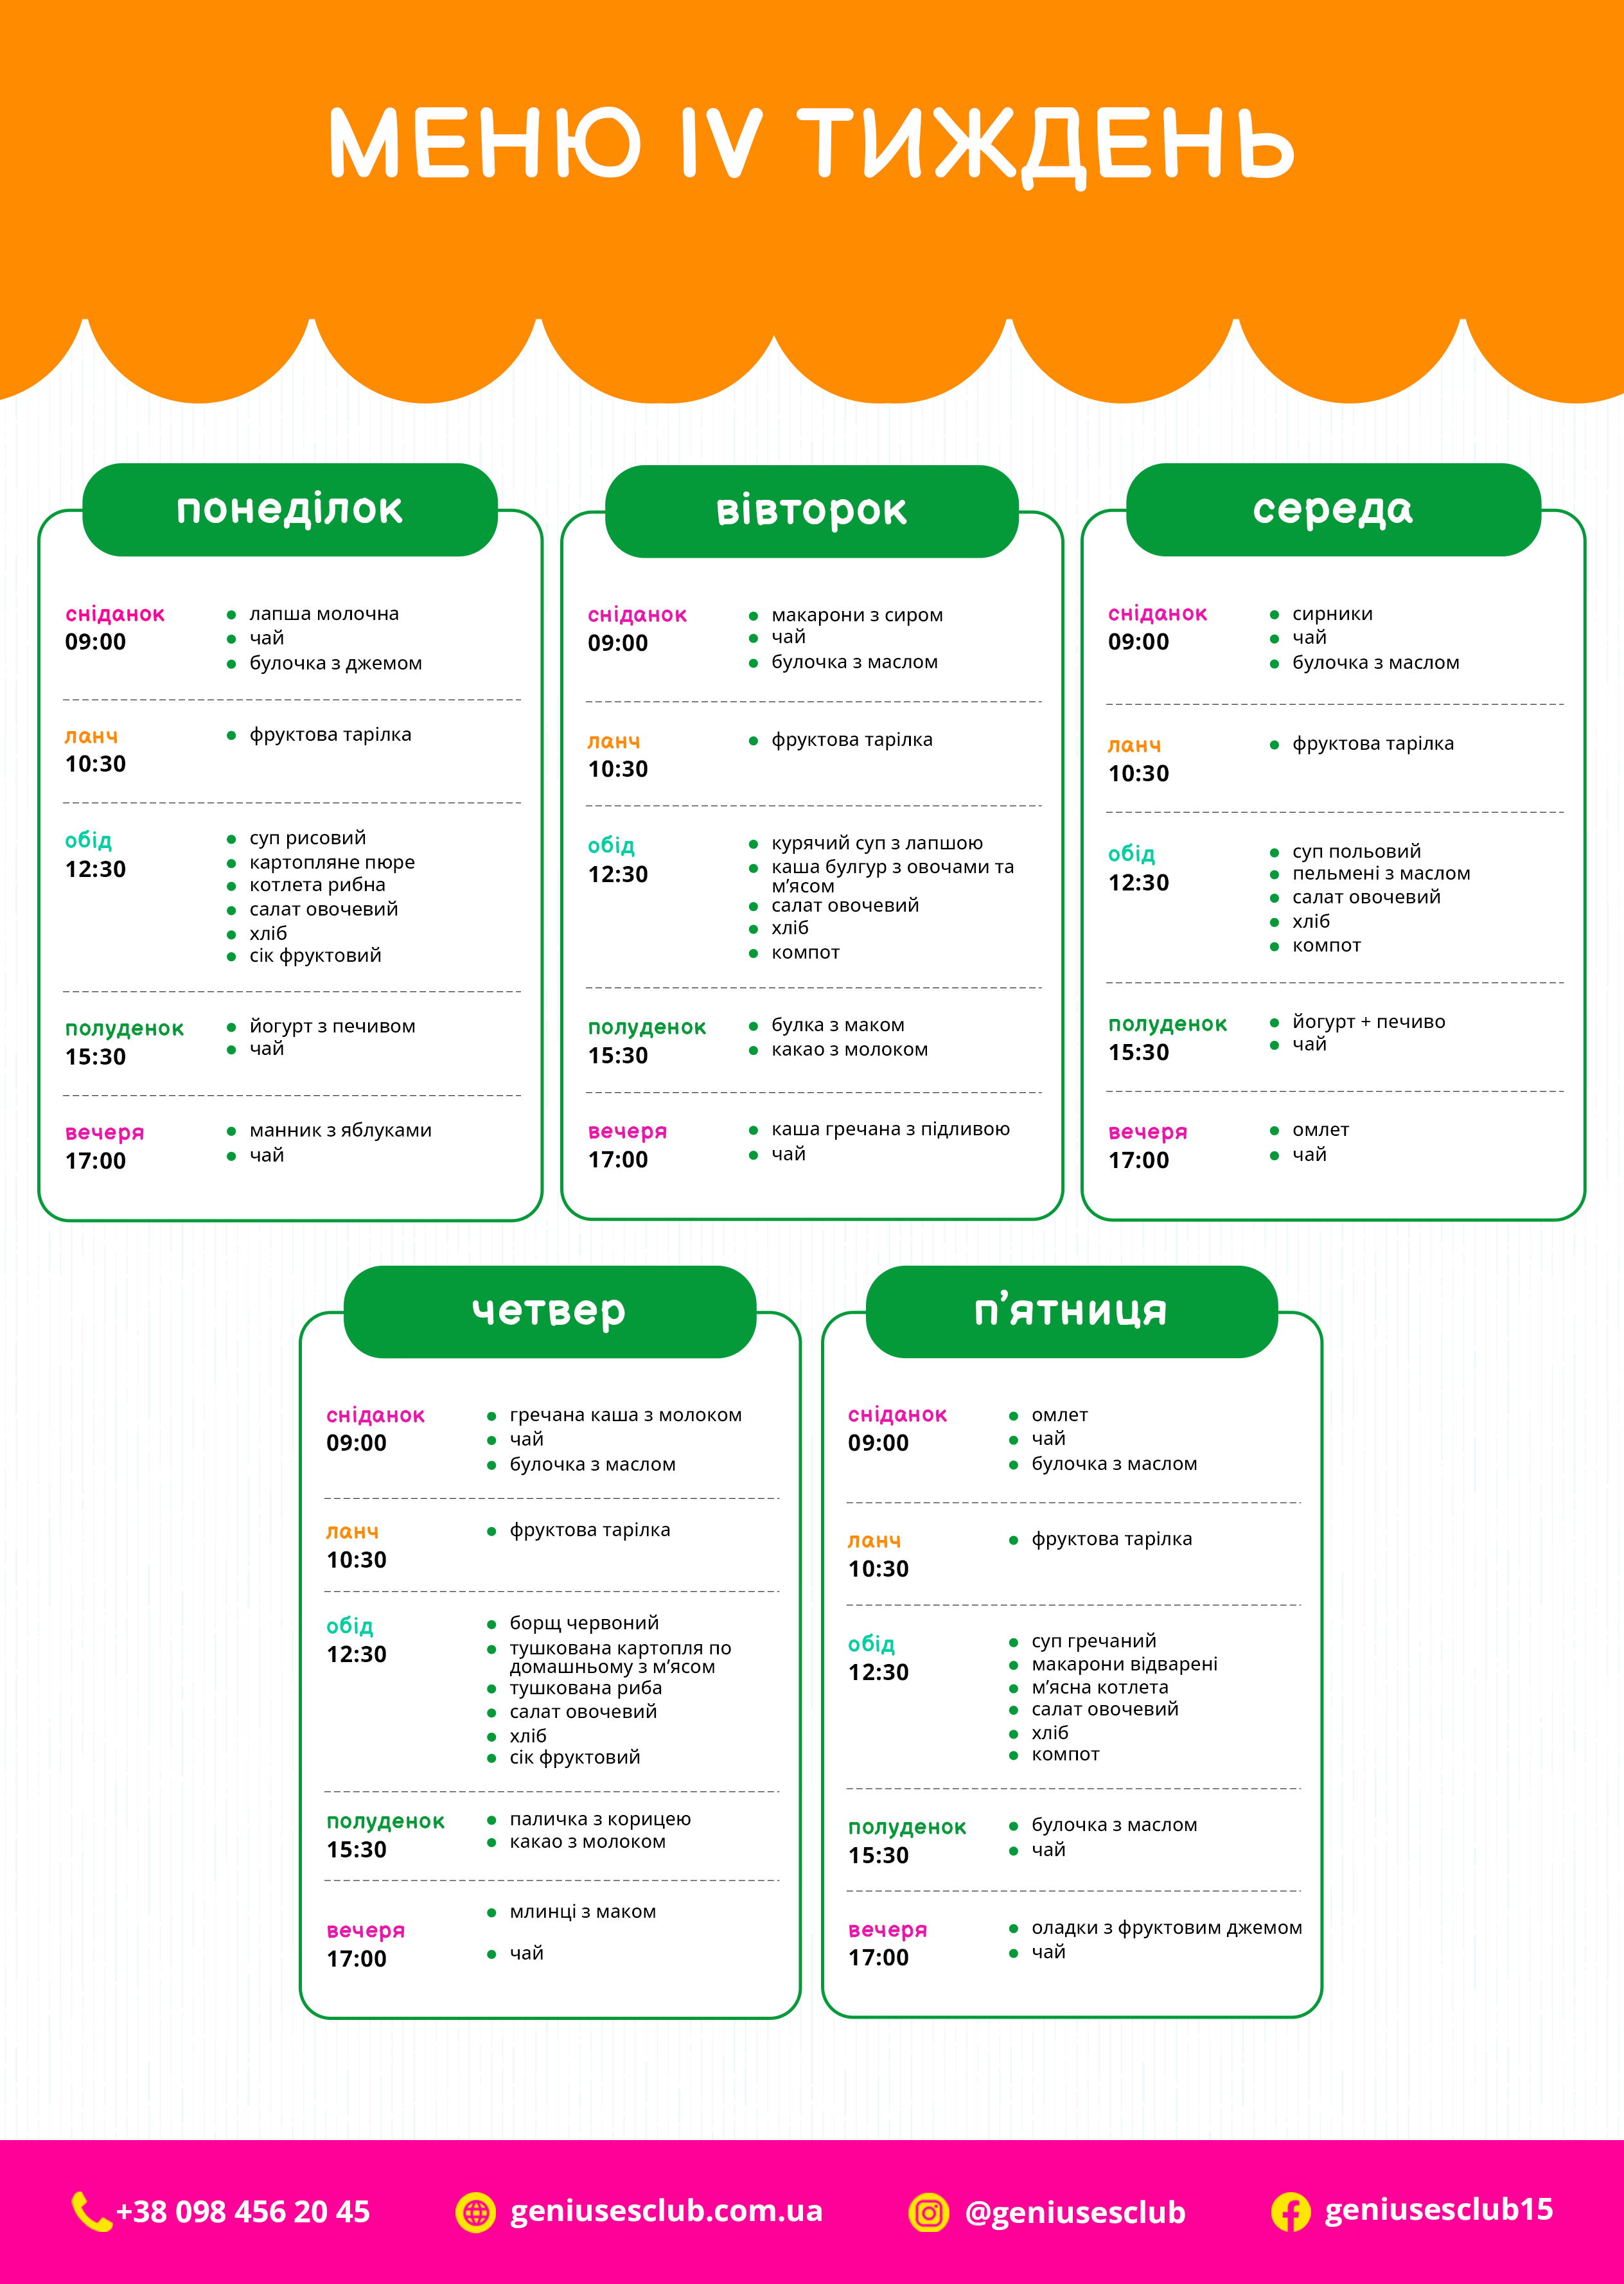 МЕНЮ IV ТИЖДЕНЬ
понеділок
сніданок
09:00
лапша молочна
чай
булочка з джемом
ланч
10:30
фруктова тарілка
обід
12:30
суп рисовий
картопляне пюре
котлета рибна
салат овочевий
хліб
сік фруктовий
полуденок
15:30
йогурт з печивом
чай
вечеря
17:00
манник з яблуками
чай
вівторок
сніданок
09:00
макарони з сиром
чай
булочка з маслом
ланч
10:30
фруктова тарілка
обід
12:30
курячий суп з лапшою
каша булгур з овочами та
м’ясом
салат овочевий
хліб
компот
полуденок
15:30
булка з маком
какао з молоком
вечеря
17:00
каша гречана з підливою
чай
середа
сніданок
09:00
сирники
чай
булочка з маслом
ланч
10:30
фруктова тарілка
обід
12:30
суп польовий
пельмені з маслом
салат овочевий
хліб
компот
полуденок
15:30
йогурт + печиво
чай
вечеря
17:00
омлет
чай
четвер
сніданок
09:00
гречана каша з молоком
чай
булочка з маслом
ланч
10:30
фруктова тарілка
обід
12:30
борщ червоний
тушкована картопля по
домашньому з м’ясом
тушкована риба
салат овочевий
хліб
сік фруктовий
полуденок
15:30
паличка з корицею
какао з молоком
вечеря
17:00
млинці з маком
чай
п’ятниця
сніданок
09:00
омлет
чай
булочка з маслом
ланч
10:30
фруктова тарілка
обід
12:30
суп гречаний
макарони відварені
м’ясна котлета
салат овочевий
хліб
компот
полуденок
15:30
булочка з маслом
чай
вечеря
17:00
оладки з фруктовим джемом
чай
+38 098 456 20 45
geniusesclub.com.ua
@geniusesclub
geniusesclub15